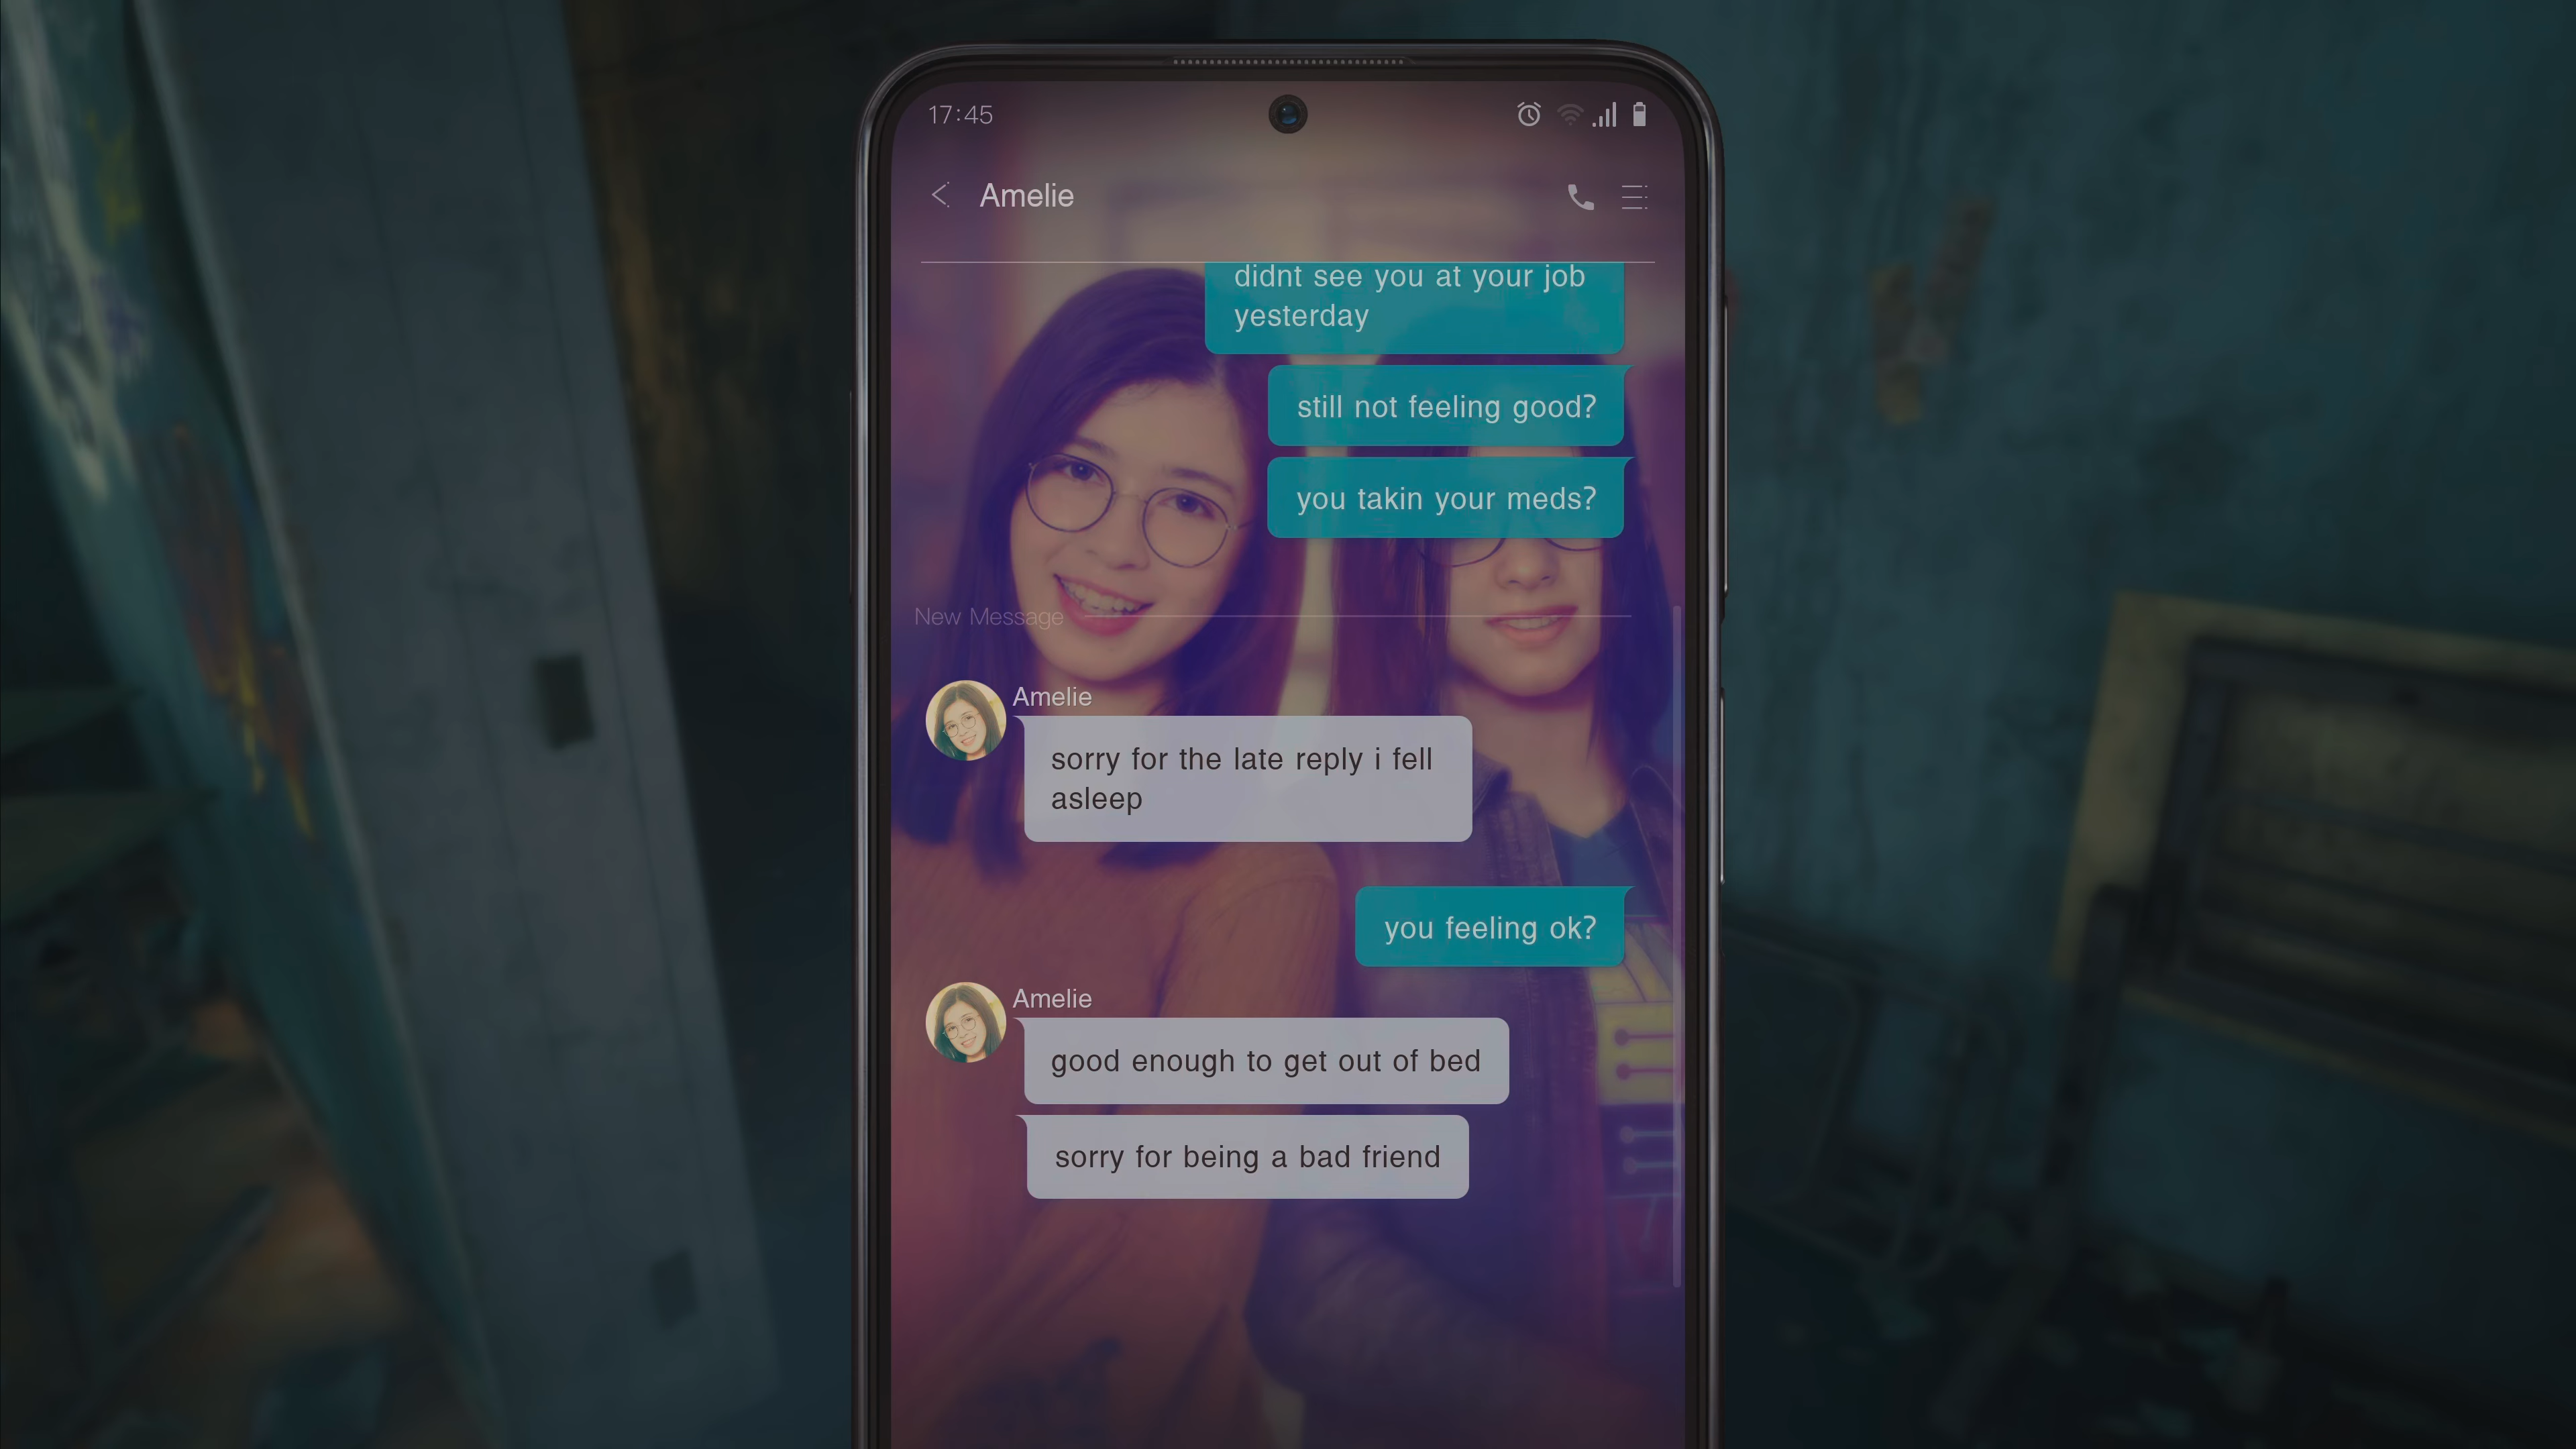 17:45
Amelie
didnt see you at your job
yesterday
still not feeling good?
you takin your meds?
New Message
Amelie
sorry for the late reply i fell
asleep
you feeling ok?
Amelie
good enough to get out of bed
sorry for being a bad friend